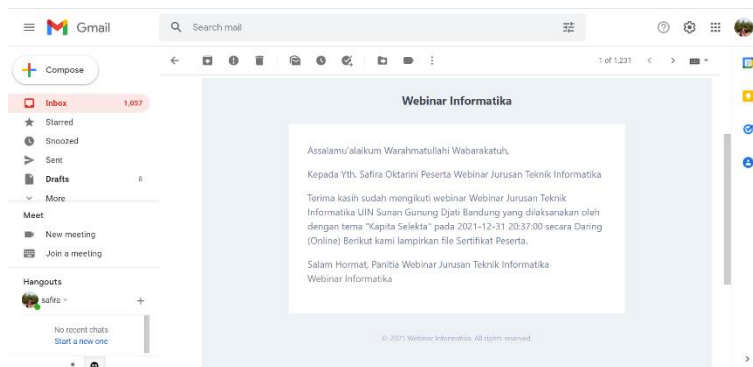 Gmail
Search mail
Compose
1 of 1,231
Inbox 1,057
Starred
Snoozed
Sent
Drafts 8
More
Meet
New meeting
Join a meeting
Hangouts
safira
No recent chats
Start a new one
Webinar Informatika
Assalamu'alaikum Warahmatullahi Wabarakatuh,
Kepada Yth. Safira Oktarini Peserta Webinar Jurusan Teknik Informatika
Terima kasih sudah mengikuti webinar Webinar Jurusan Teknik
Informatika UIN Sunan Gunung Djati Bandung yang dilaksanakan oleh
dengan tema "Kapita Selekta" pada 2021-12-31 20:37:00 secara Daring
(Online) Berikut kami lampirkan file Sertifikat Peserta.
Salam Hormat, Panitia Webinar Jurusan Teknik Informatika
Webinar Informatika
© 2021 Webinar Informatika. All rights reserved.